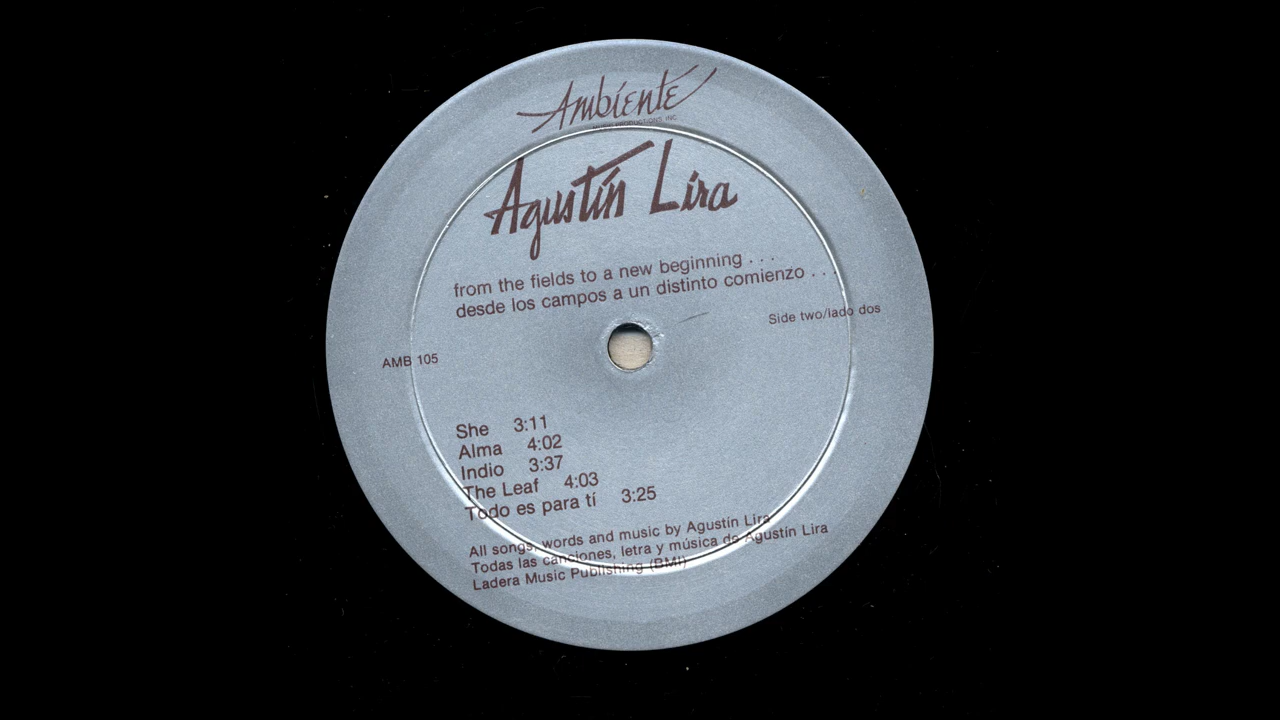 Ambiente
MUSIC PRODUCTIONS, INC.
Agustín Lira
from the fields to a new beginning . . .
desde los campos a un distinto comienzo . . .
Side two/lado dos
AMB 105
She 3:11
Alma 4:02
Indio 3:37
The Leaf 4:03
Todo es para tí 3:25
All songs, words and music by Agustín Lira
Todas las canciones, letra y música de Agustín Lira
Ladera Music Publishing (BMI)